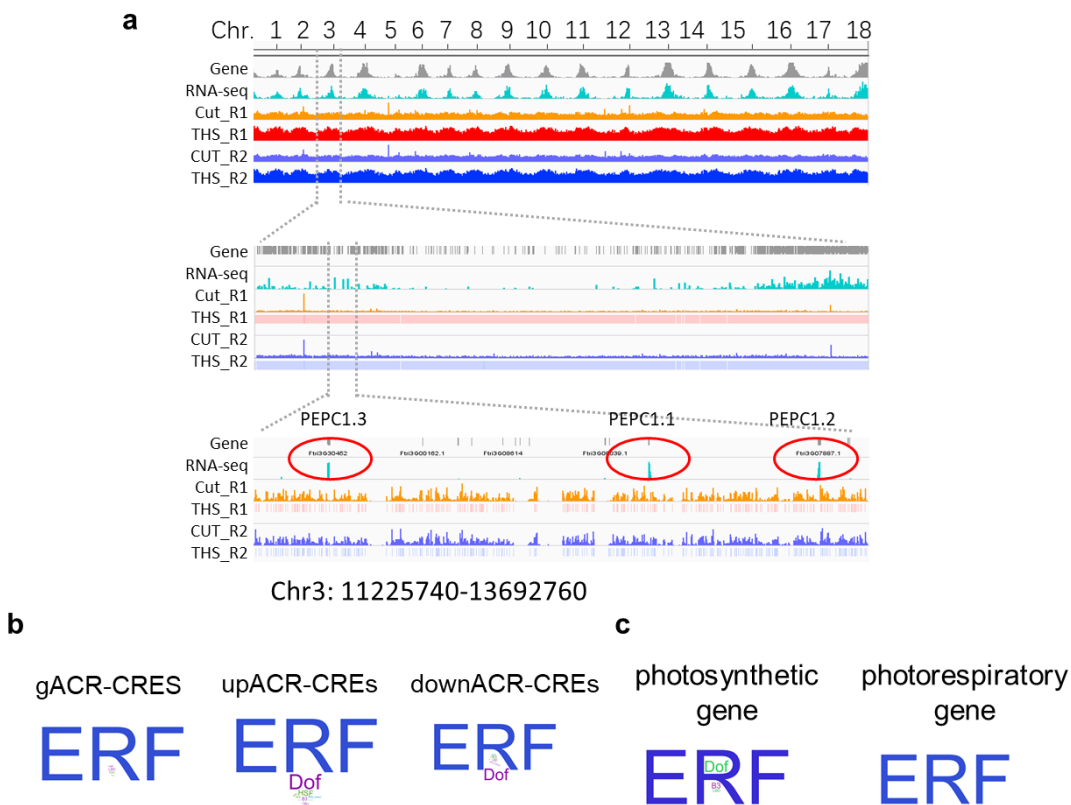 a
Chr. 1 2 3 4 5 6 7 8 9 10 11 12 13 14 15 16 17 18
Gene
RNA-seq
Cut_R1
THS_R1
CUT_R2
THS_R2
Gene
RNA-seq
Cut_R1
THS_R1
CUT_R2
THS_R2
PEPC1.3 PEPC1.1 PEPC1.2
Gene
RNA-seq
Cut_R1
THS_R1
CUT_R2
THS_R2
Chr3: 11225740-13692760
b
gACR-CRES upACR-CREs downACR-CREs
ERF ERF ERF
Dof Dof
HSF
B3
c
photosynthetic gene
photorespiratory gene
ERF ERF
Dof
B3